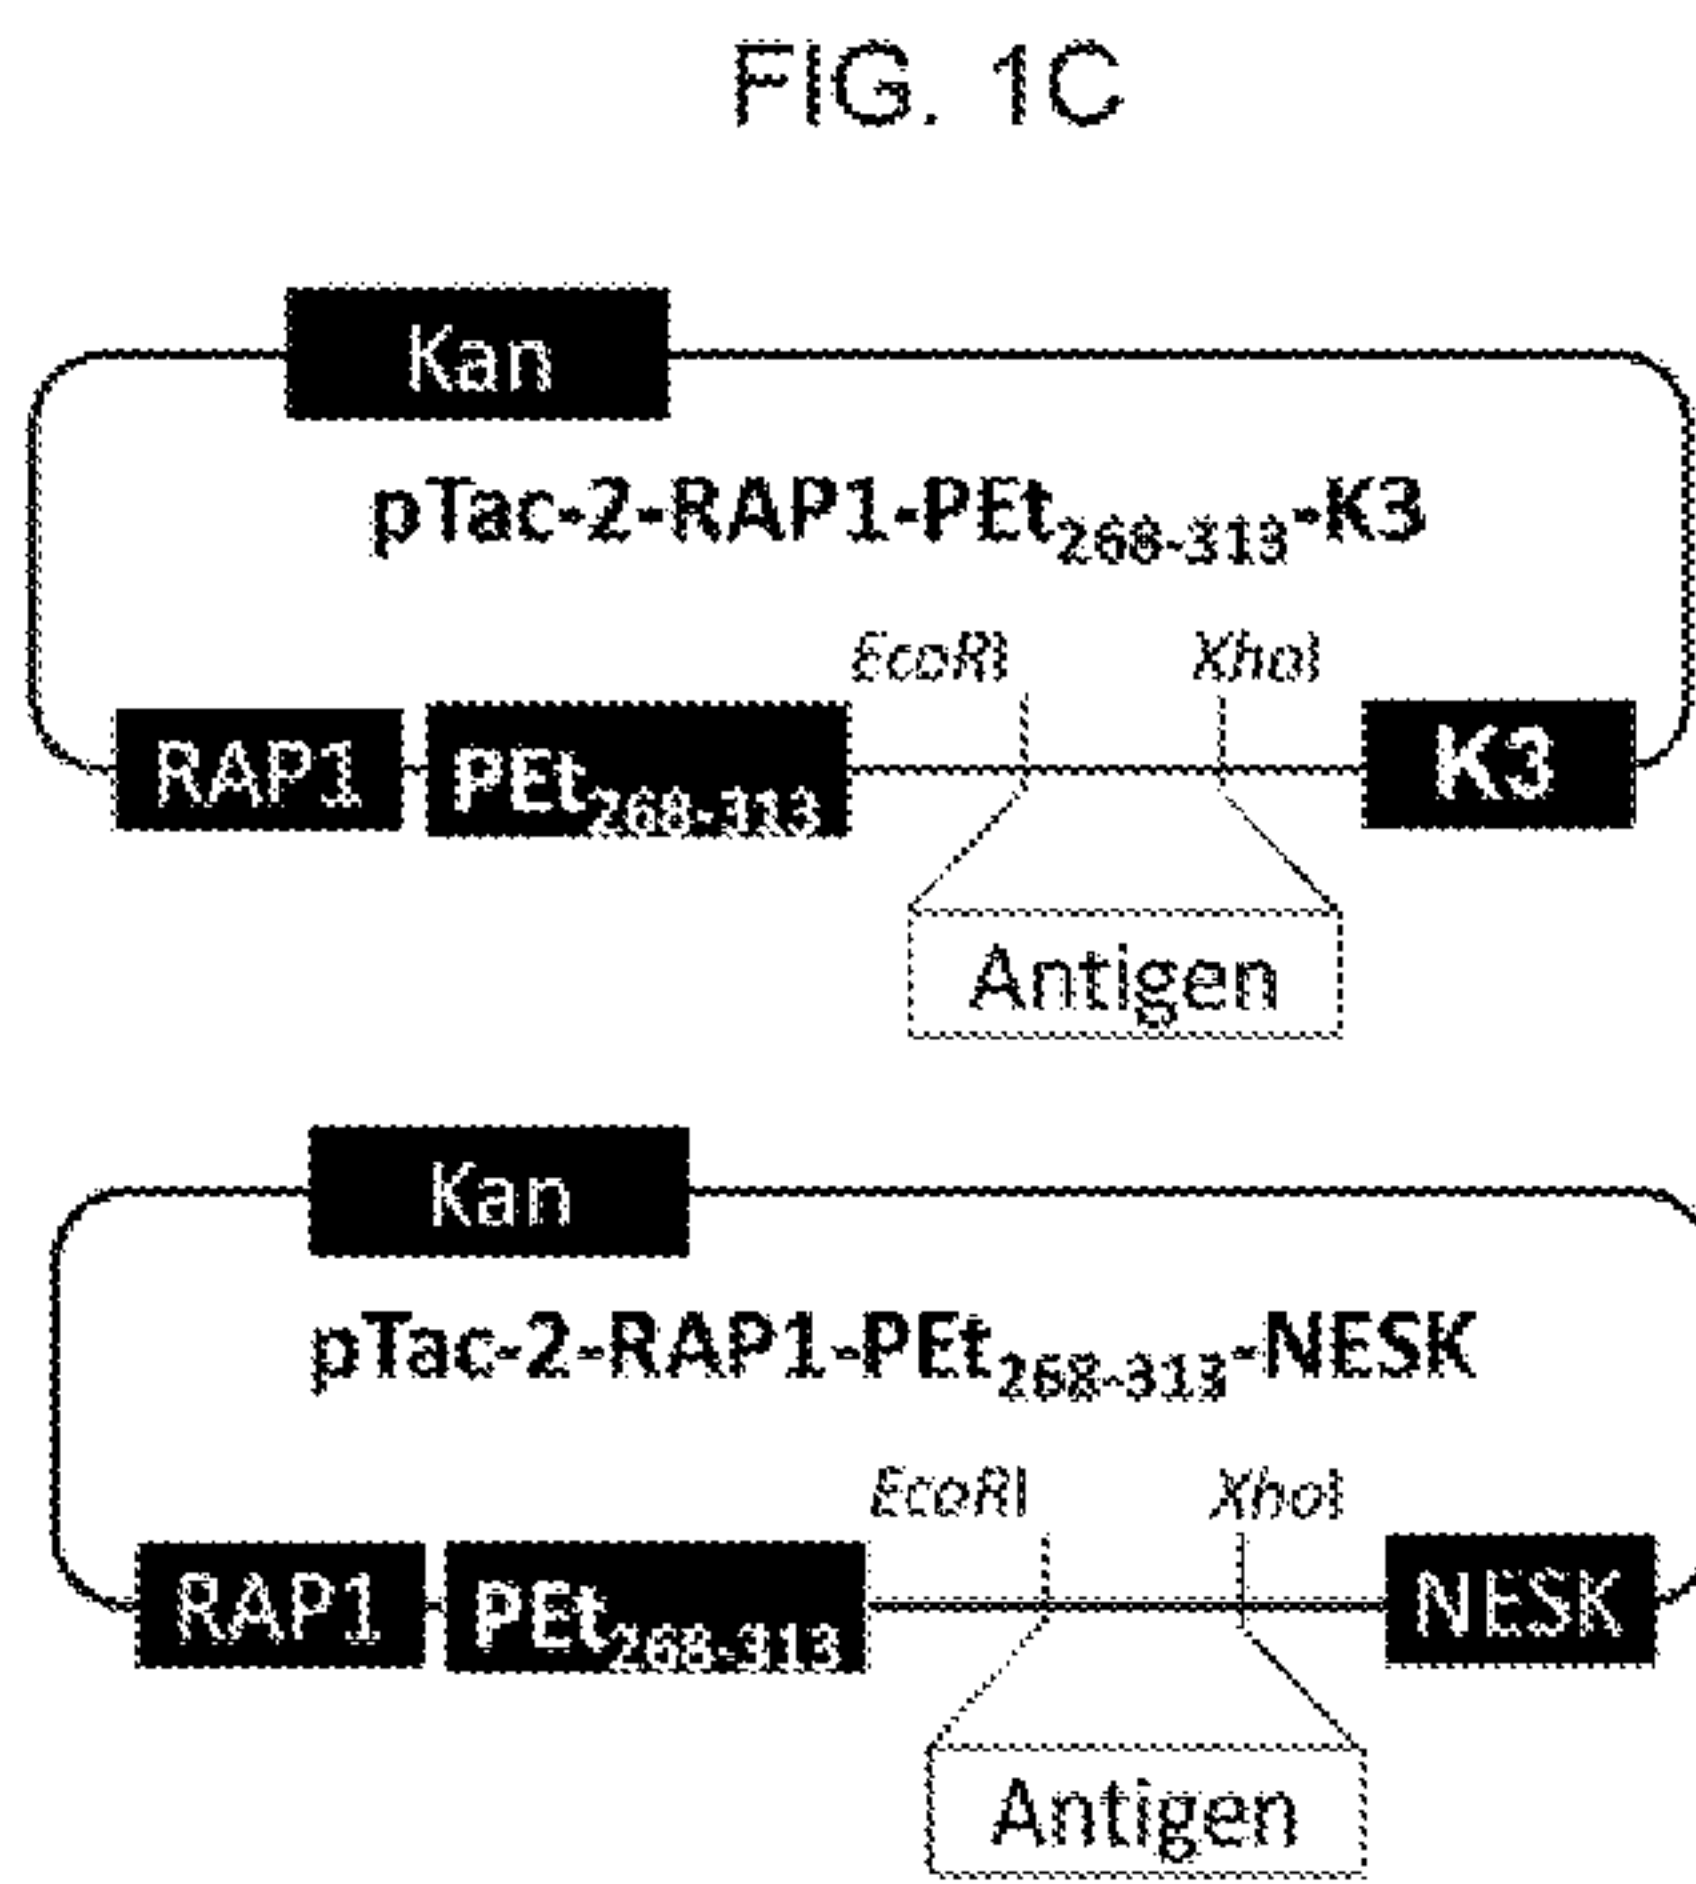 FIG. 1C
Kan
pTac-2-RAP1-PEt268-313-K3
EcoRI XhoI
RAP1 PEt268-313 K3
Antigen
Kan
pTac-2-RAP1-PEt268-313-NESK
EcoRI XhoI
RAP1 PEt268-313 NESK
Antigen